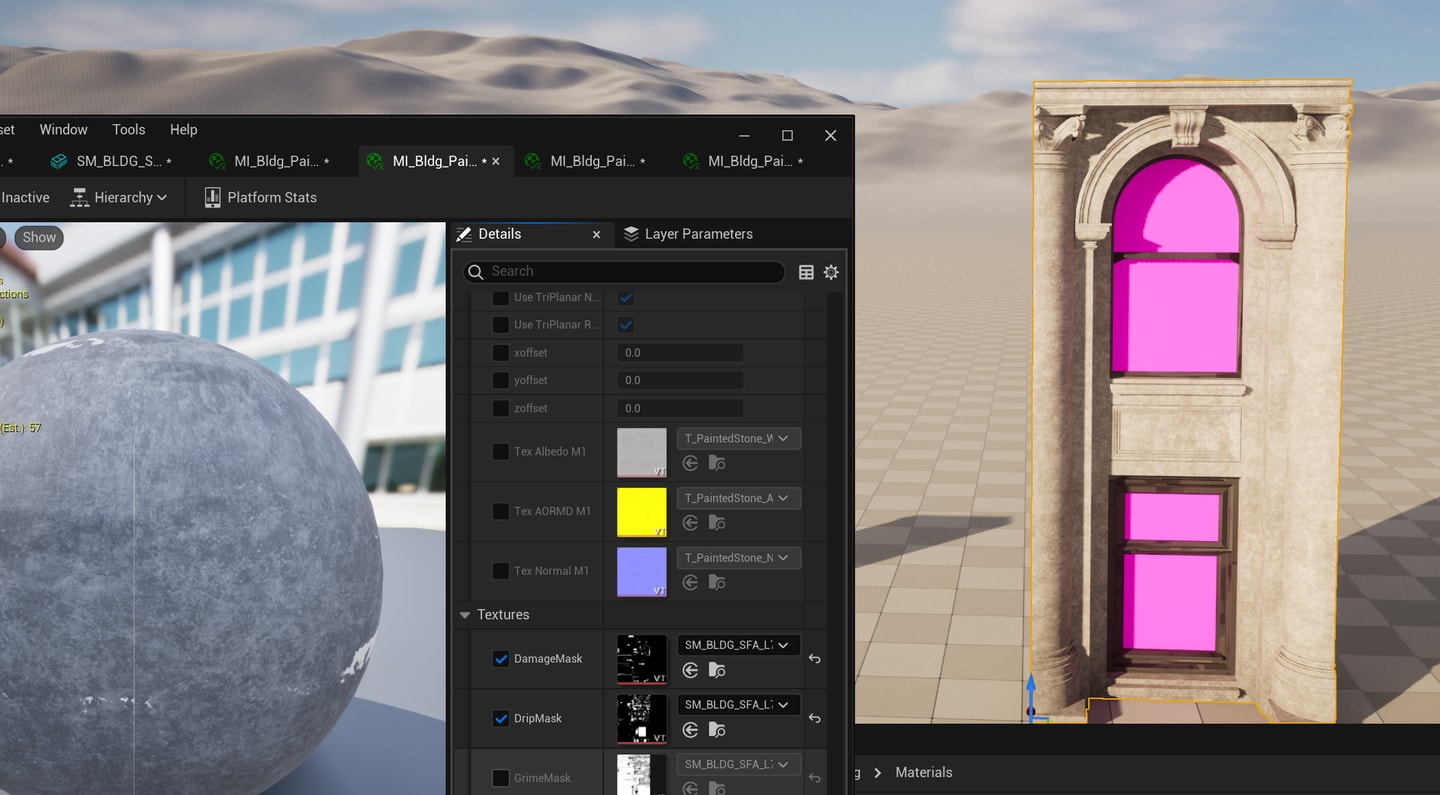 set Window Tools Help
. * SM_BLDG_S... * MI_Bldg_Pai... * MI_Bldg_Pai... * MI_Bldg_Pai... * MI_Bldg_Pai... *
Inactive Hierarchy Platform Stats
Show
Details Layer Parameters
Search
s
ctions
)
(Est.): 57
Use TriPlanar N...
Use TriPlanar R...
xoffset 0.0
yoffset 0.0
zoffset 0.0
Tex Albedo M1 VT T_PaintedStone_W
Tex AORMD M1 VT T_PaintedStone_A
Tex Normal M1 VT T_PaintedStone_N
Textures
DamageMask VT SM_BLDG_SFA_L
DripMask VT SM_BLDG_SFA_L
GrimeMask SM_BLDG_SFA_L
g > Materials